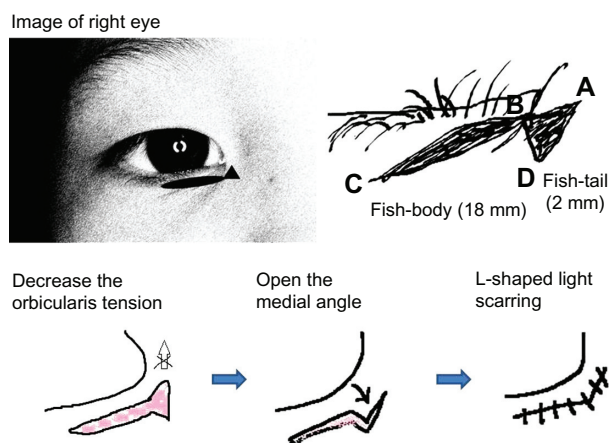 Image of right eye
A
B
C
D
Fish-tail
(2 mm)
Fish-body (18 mm)
Decrease the
orbicularis tension
Open the
medial angle
L-shaped light
scarring